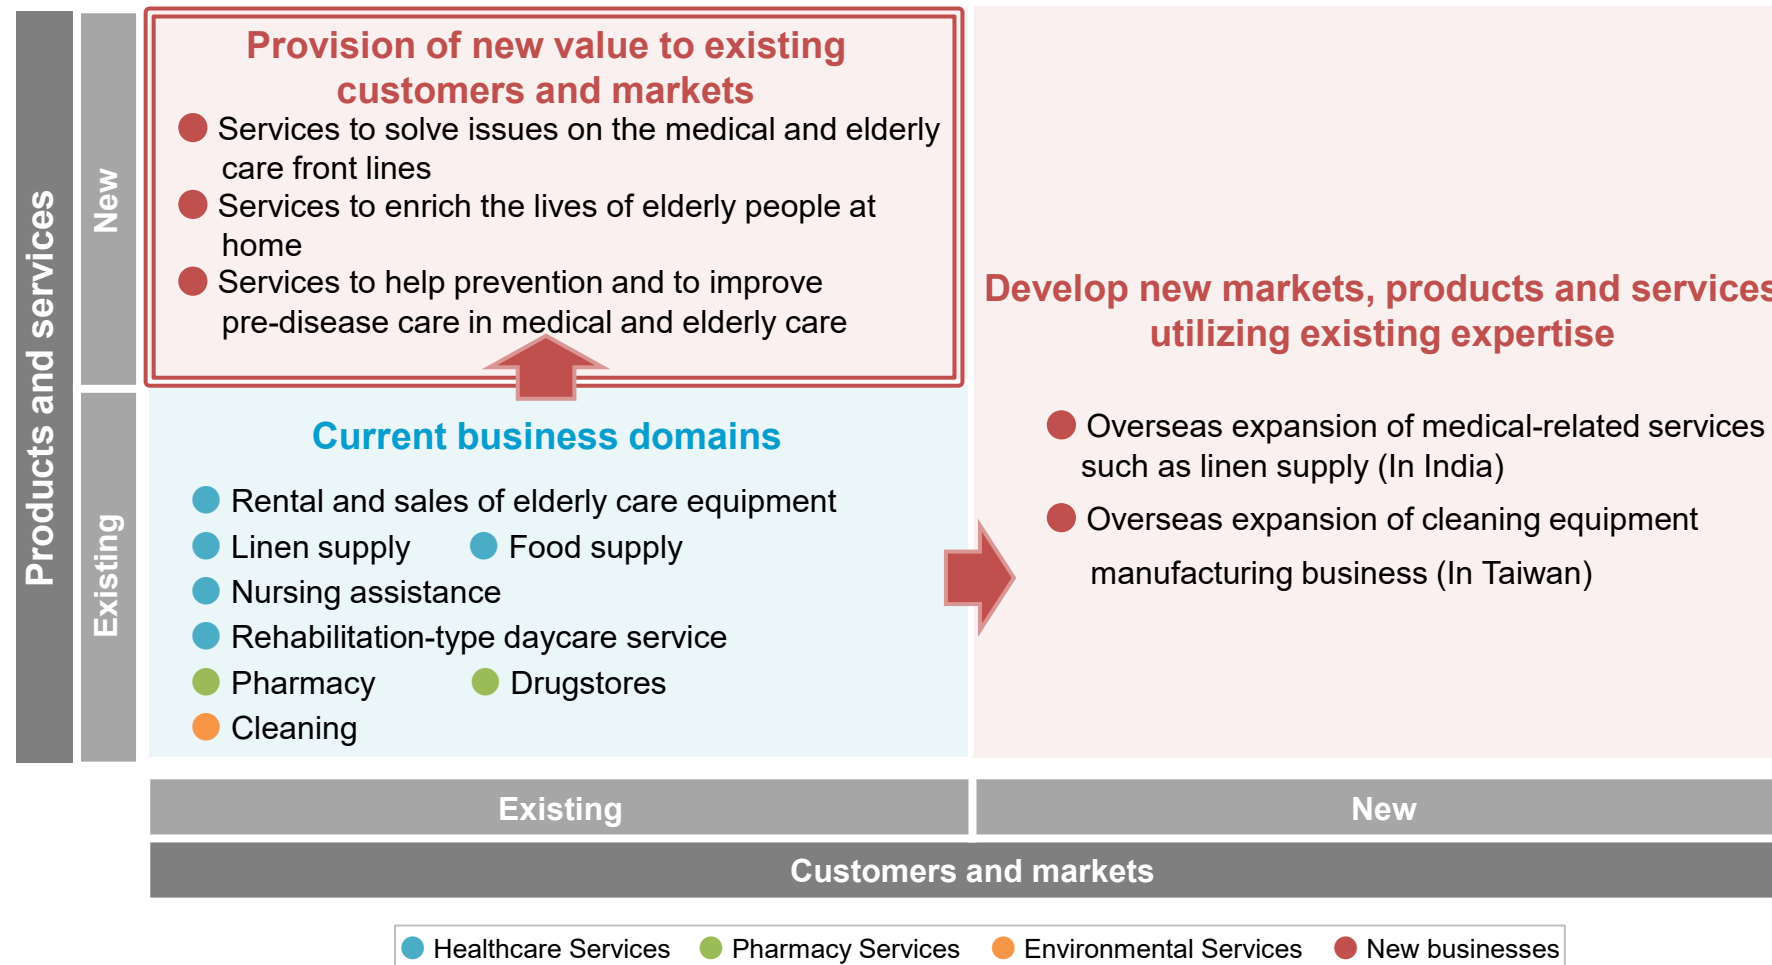 Products and services
New
Existing
Provision of new value to existing
customers and markets
Services to solve issues on the medical and elderly
care front lines
Services to enrich the lives of elderly people at
home
Services to help prevention and to improve
pre-disease care in medical and elderly care
Current business domains
Rental and sales of elderly care equipment
Linen supply Food supply
Nursing assistance
Rehabilitation-type daycare service
Pharmacy Drugstores
Cleaning
Develop new markets, products and services
utilizing existing expertise
Overseas expansion of medical-related services
such as linen supply (In India)
Overseas expansion of cleaning equipment
manufacturing business (In Taiwan)
Existing New
Customers and markets
Healthcare Services Pharmacy Services Environmental Services New businesses